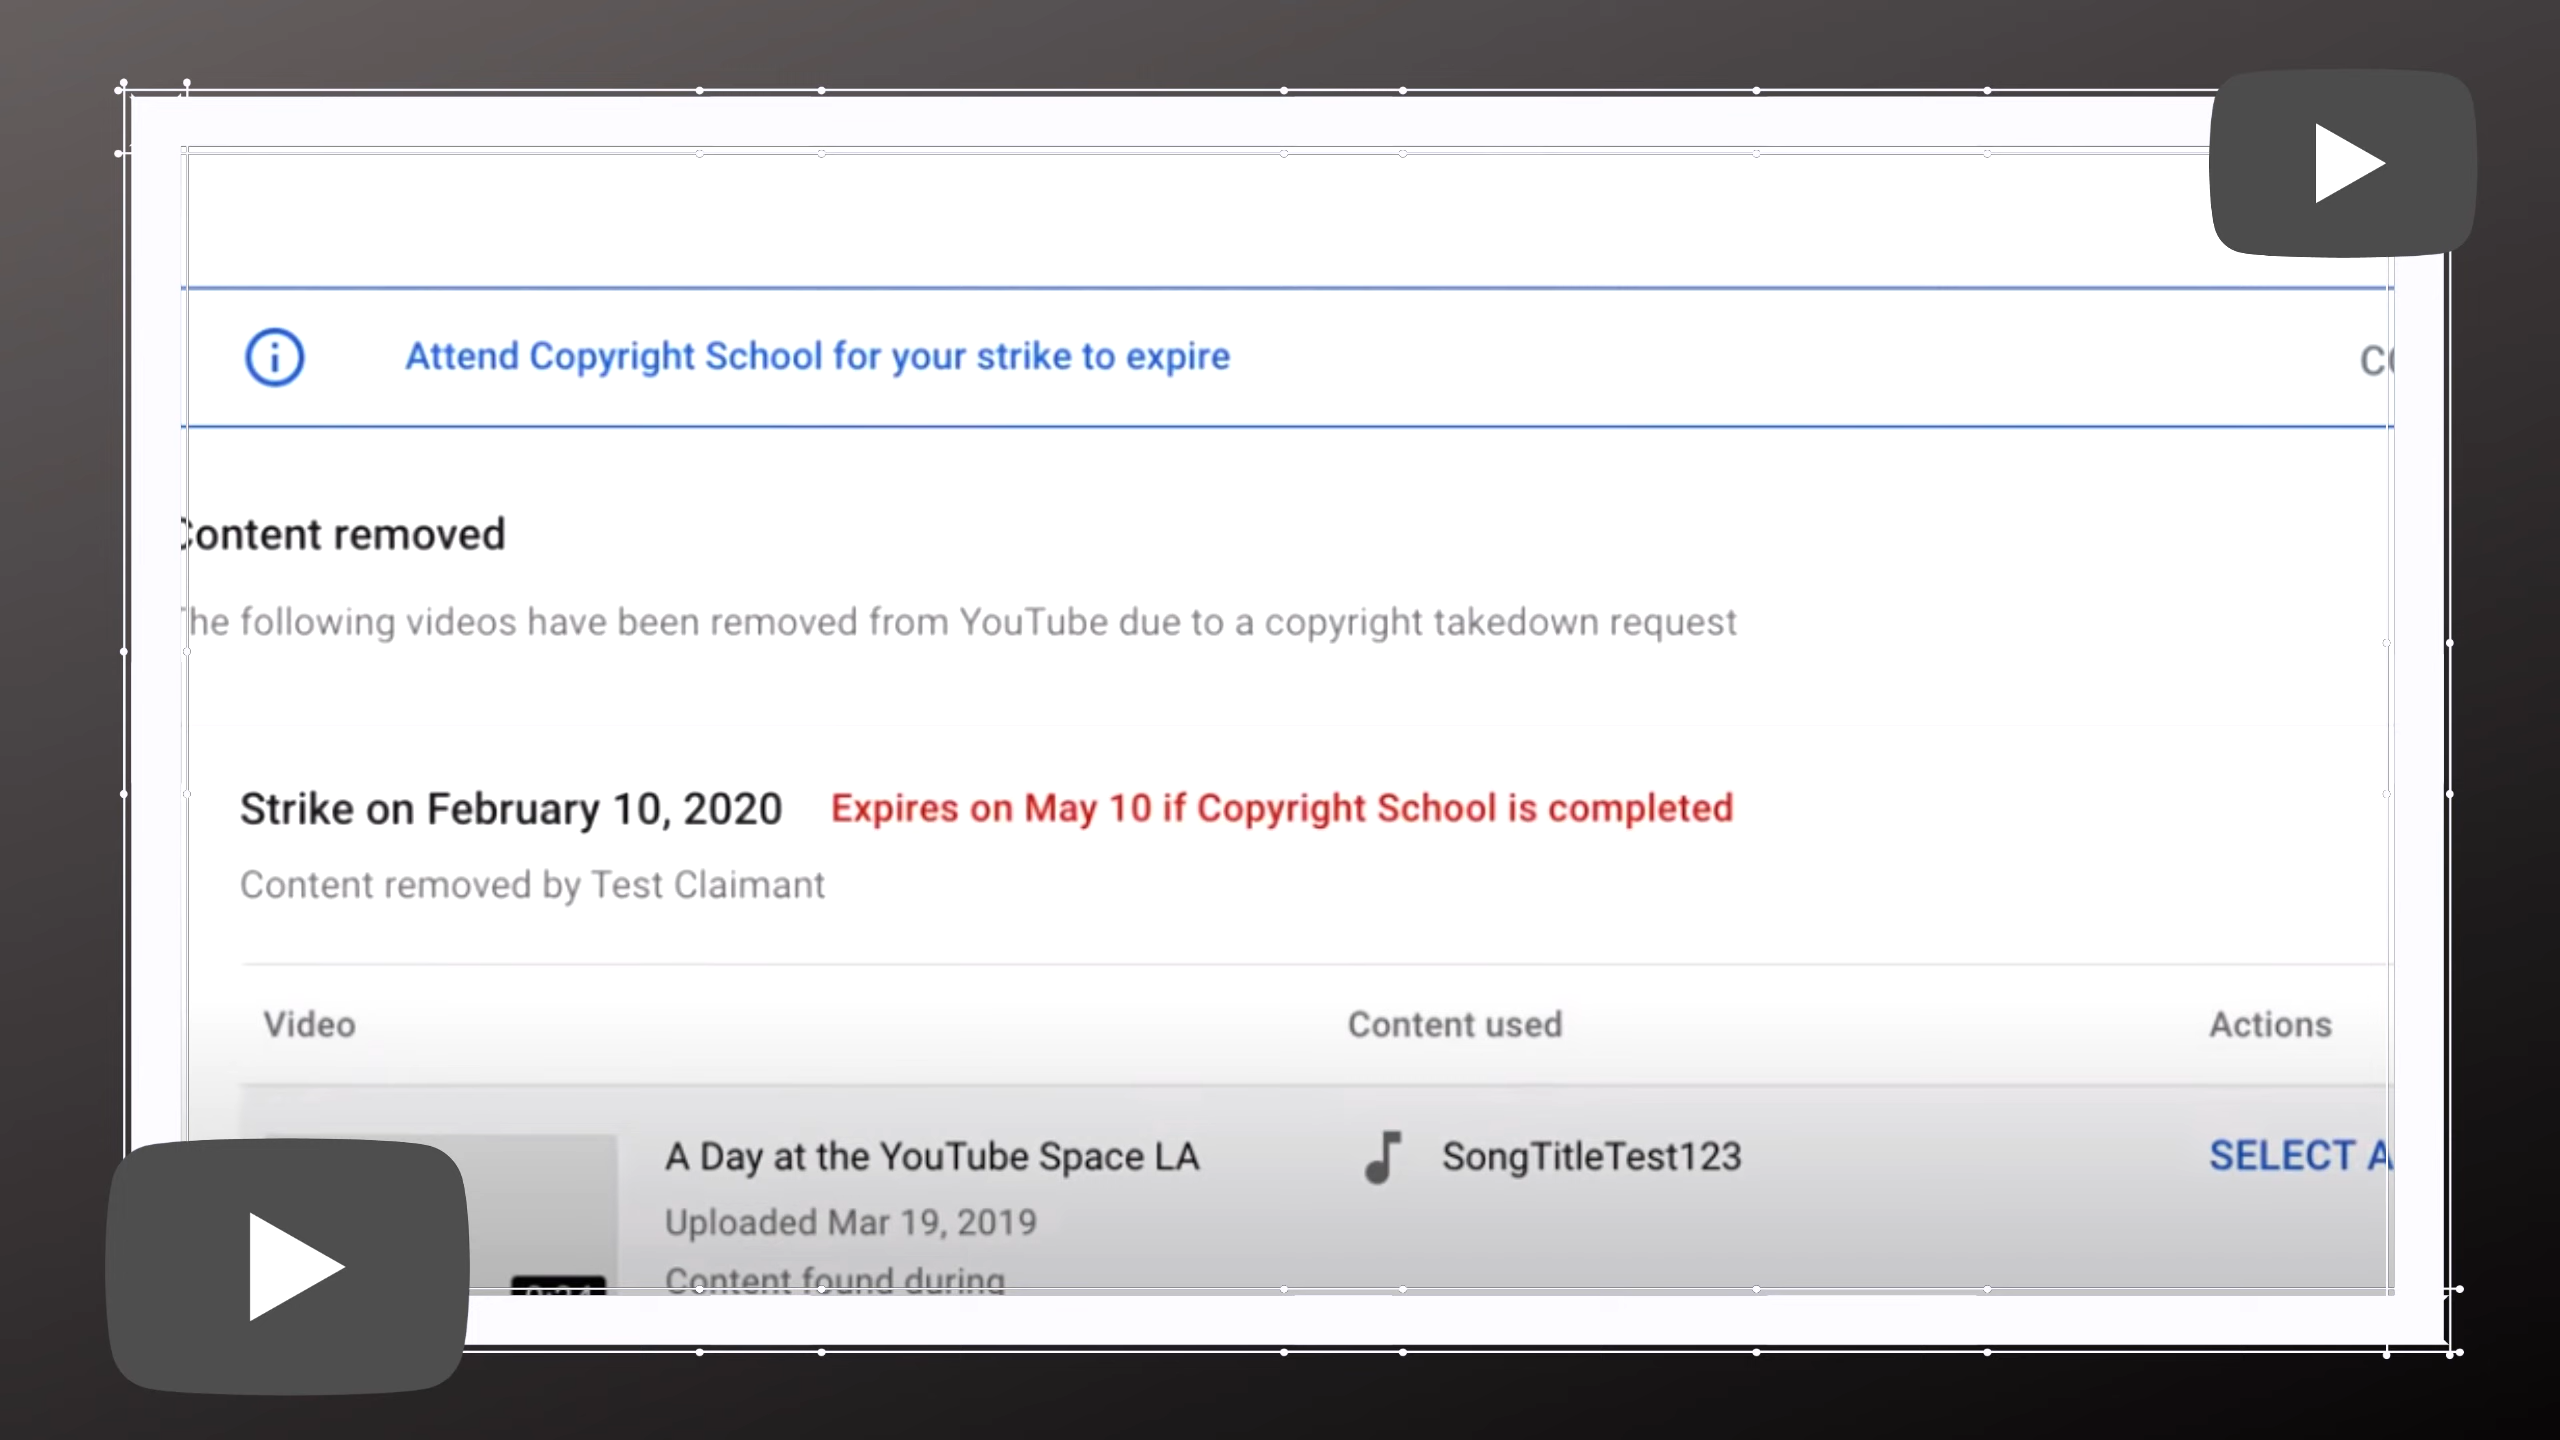 Attend Copyright School for your strike to expire
Content removed
The following videos have been removed from YouTube due to a copyright takedown request
Strike on February 10, 2020 Expires on May 10 if Copyright School is completed
Content removed by Test Claimant
Video Content used Actions
A Day at the YouTube Space LA SongTitleTest123 SELECT A
Uploaded Mar 19, 2019
Content found during